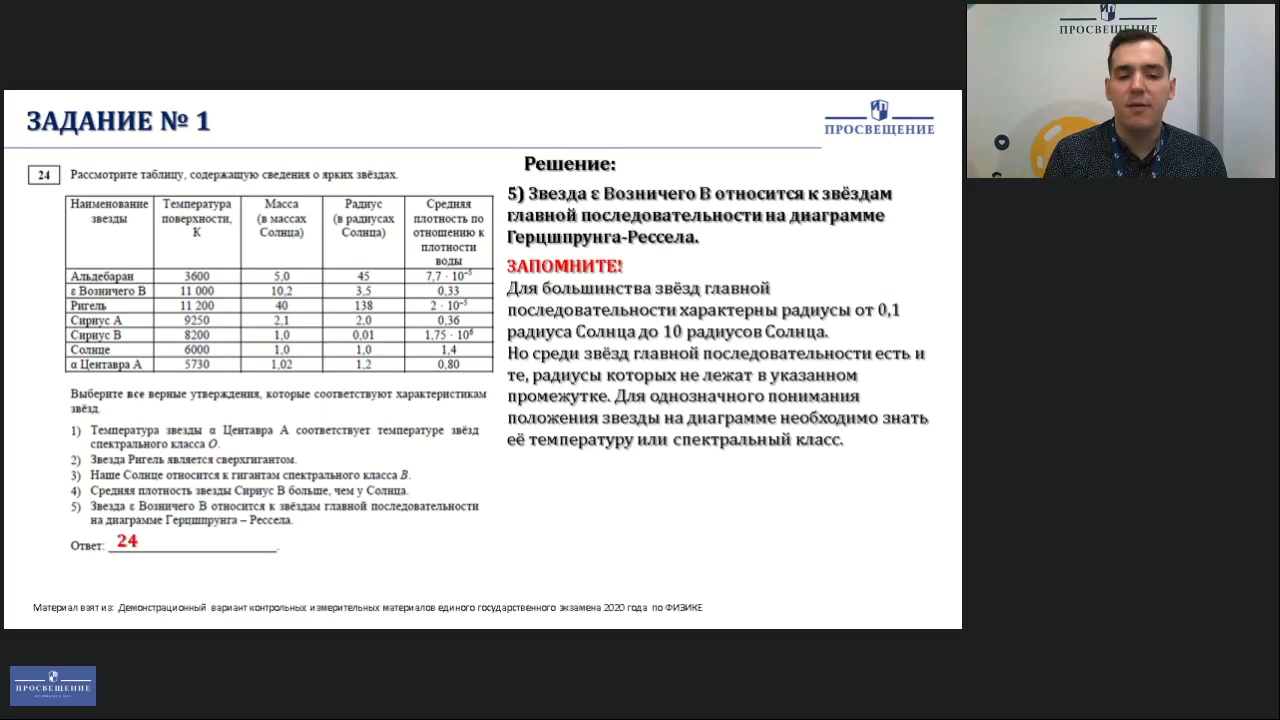 ПРОСВЕЩЕНИЕ
ЗАДАНИЕ № 1
ПРОСВЕЩЕНИЕ
24 Рассмотрите таблицу, содержащую сведения о ярких звёздах.
Наименование звезды Температура поверхности, К Масса (в массах Солнца) Радиус (в радиусах Солнца) Средняя плотность по отношению к плотности воды
Альдебаран 3600 5,0 45 7,7 · 10⁻⁵
ε Возничего В 11 000 10,2 3,5 0,33
Ригель 11 200 40 138 2 · 10⁻⁵
Сириус А 9250 2,1 2,0 0,36
Сириус В 8200 1,0 0,01 1,75 · 10⁶
Солнце 6000 1,0 1,0 1,4
α Центавра А 5730 1,02 1,2 0,80
Выберите все верные утверждения, которые соответствуют характеристикам
звёзд.
1) Температура звезды α Центавра А соответствует температуре звёзд
спектрального класса O.
2) Звезда Ригель является сверхгигантом.
3) Наше Солнце относится к гигантам спектрального класса B.
4) Средняя плотность звезды Сириус В больше, чем у Солнца.
5) Звезда ε Возничего В относится к звёздам главной последовательности
на диаграмме Герцшпрунга – Рессела.
Ответ: 24.
Решение:
5) Звезда ε Возничего В относится к звёздам
главной последовательности на диаграмме
Герцшпрунга-Рессела.
ЗАПОМНИТЕ!
Для большинства звёзд главной
последовательности характерны радиусы от 0,1
радиуса Солнца до 10 радиусов Солнца.
Но среди звёзд главной последовательности есть и
те, радиусы которых не лежат в указанном
промежутке. Для однозначного понимания
положения звезды на диаграмме необходимо знать
её температуру или спектральный класс.
Материал взят из: Демонстрационный вариант контрольных измерительных материалов единого государственного экзамена 2020 года по ФИЗИКЕ
ПРОСВЕЩЕНИЕ